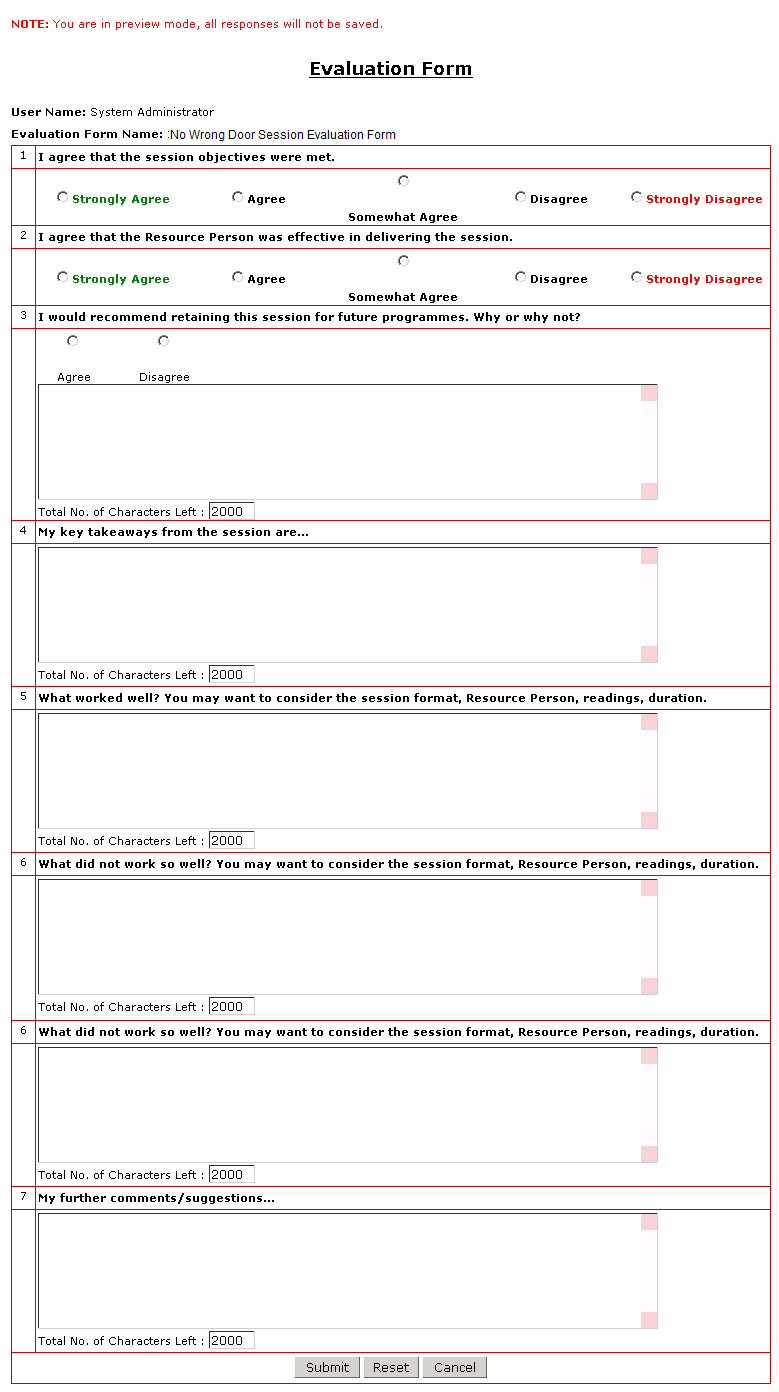 NOTE: You are in preview mode, all responses will not be saved.
Evaluation Form
User Name: System Administrator
Evaluation Form Name: :No Wrong Door Session Evaluation Form
1 I agree that the session objectives were met.
Strongly Agree Agree Somewhat Agree Disagree Strongly Disagree
2 I agree that the Resource Person was effective in delivering the session.
Strongly Agree Agree Somewhat Agree Disagree Strongly Disagree
3 I would recommend retaining this session for future programmes. Why or why not?
Agree Disagree
Total No. of Characters Left : 2000
4 My key takeaways from the session are...
Total No. of Characters Left : 2000
5 What worked well? You may want to consider the session format, Resource Person, readings, duration.
Total No. of Characters Left : 2000
6 What did not work so well? You may want to consider the session format, Resource Person, readings, duration.
Total No. of Characters Left : 2000
6 What did not work so well? You may want to consider the session format, Resource Person, readings, duration.
Total No. of Characters Left : 2000
7 My further comments/suggestions...
Total No. of Characters Left : 2000
Submit Reset Cancel